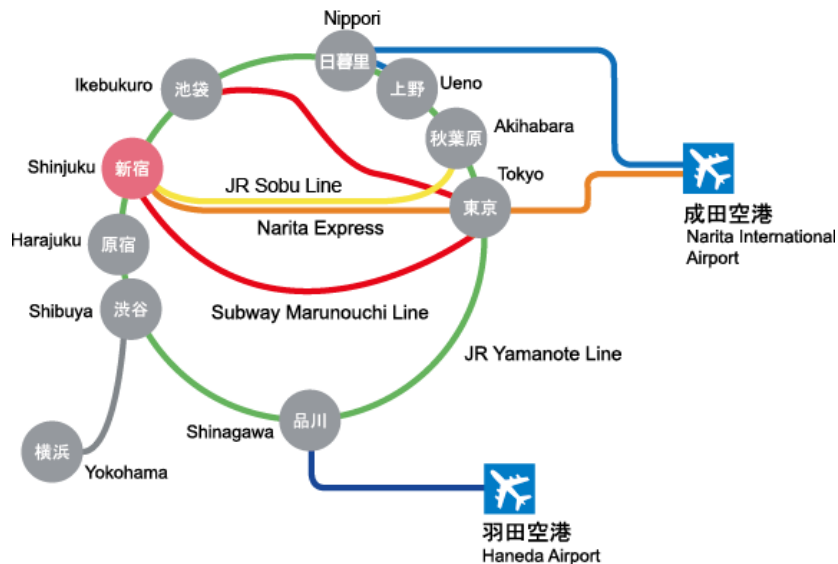 Nippori
日暮里
Ikebukuro
池袋
上野
Ueno
秋葉原
Akihabara
Shinjuku
新宿
JR Sobu Line
Tokyo
東京
Narita Express
成田空港
Narita International
Airport
Harajuku
原宿
Shibuya
渋谷
Subway Marunouchi Line
JR Yamanote Line
Shinagawa
品川
横浜
Yokohama
羽田空港
Haneda Airport